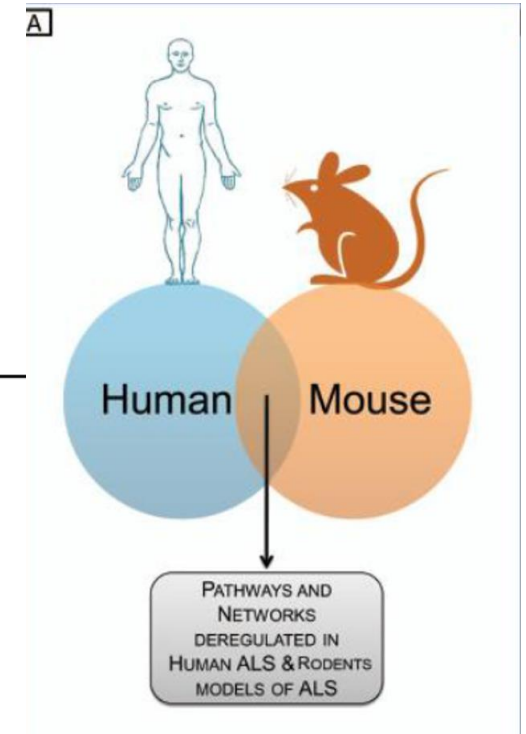 A
Human
Mouse
PATHWAYS AND
NETWORKS
DEREGULATED IN
HUMAN ALS & RODENTS
MODELS OF ALS